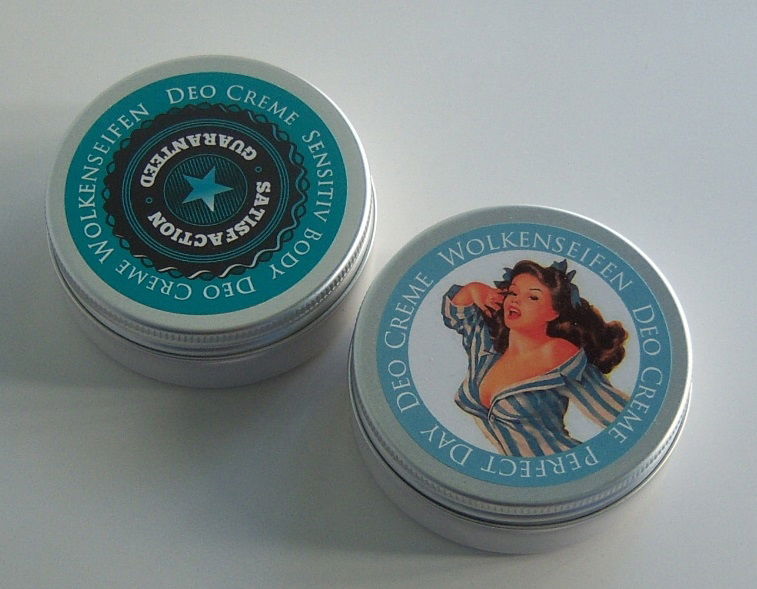 WOLKENSEIFEN DEO CREME SENSITIV BODY DEO CREME
SATISFACTION
GUARANTEED
WOLKENSEIFEN DEO CREME PERFECT DAY DEO CREME